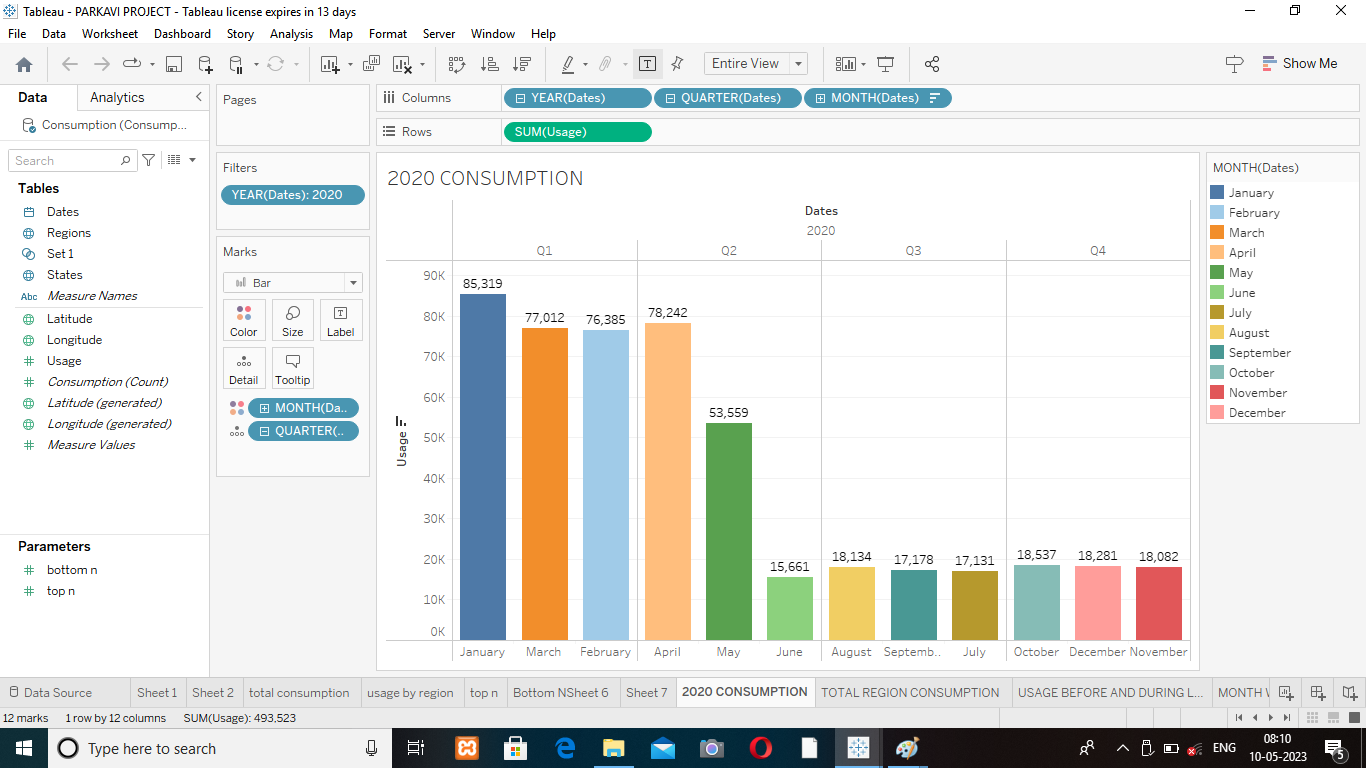 Tableau - PARKAVI PROJECT - Tableau license expires in 13 days
File Data Worksheet Dashboard Story Analysis Map Format Server Window Help
Entire View
Show Me
Data
Analytics
Consumption (Consump...
Search
Tables
Dates
Regions
Set 1
States
Abc Measure Names
Latitude
Longitude
Usage
Consumption (Count)
Latitude (generated)
Longitude (generated)
Measure Values
Parameters
bottom n
top n
Pages
Filters
YEAR(Dates): 2020
Marks
Bar
Color
Size
Label
Detail
Tooltip
MONTH(Da..
QUARTER(..
Columns
YEAR(Dates)
QUARTER(Dates)
MONTH(Dates)
Rows
SUM(Usage)
2020 CONSUMPTION
Dates
2020
Q1
Q2
Q3
Q4
Usage
90K
80K
70K
60K
50K
40K
30K
20K
10K
0K
85,319
77,012
76,385
78,242
53,559
15,661
18,134
17,178
17,131
18,537
18,281
18,082
January
March
February
April
May
June
August
Septemb..
July
October
December
November
MONTH(Dates)
January
February
March
April
May
June
July
August
September
October
November
December
Data Source
Sheet 1
Sheet 2
total consumption
usage by region
top n
Bottom NSheet 6
Sheet 7
2020 CONSUMPTION
TOTAL REGION CONSUMPTION
USAGE BEFORE AND DURING L...
MONTH
12 marks
1 row by 12 columns
SUM(Usage): 493,523
Type here to search
ENG
08:10
10-05-2023
5